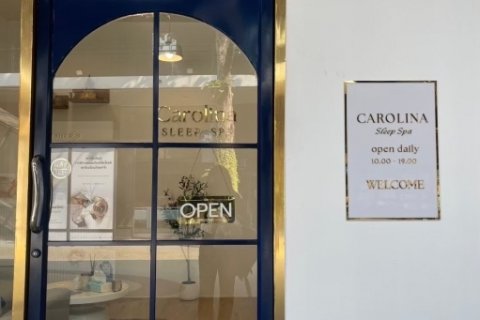 Carolina
SLEEP SPA
OPEN
CAROLINA
Sleep Spa
open daily
10.00 - 19.00
WELCOME